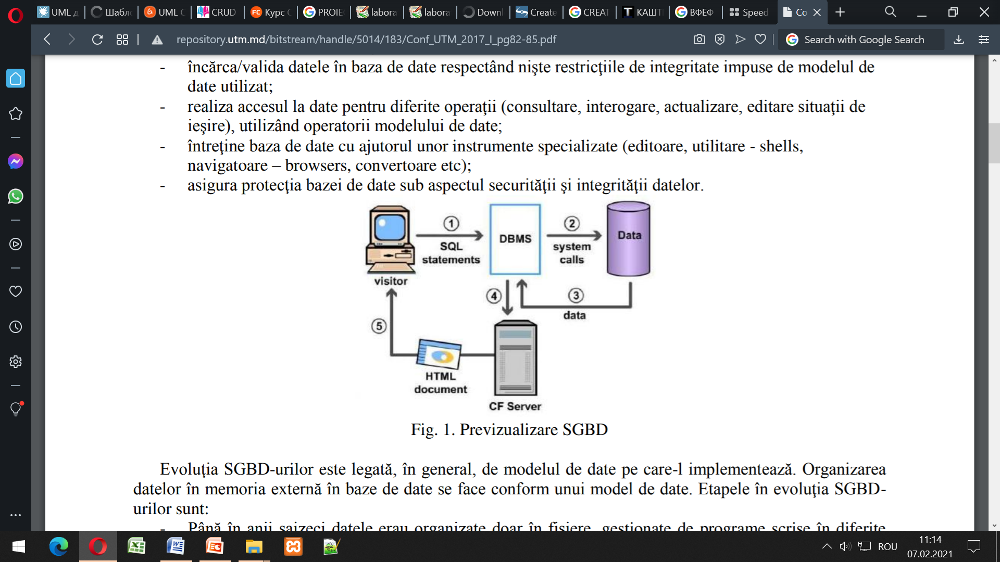 UML д
Шабло
UML C
CRUD
Курс C
PROIE
labora
labora
Downl
Create
CREAT
КАШТ
ВФЕФ
Speed
Co
repository.utm.md/bitstream/handle/5014/183/Conf_UTM_2017_I_pg82-85.pdf
Search with Google Search
- încărca/valida datele în baza de date respectând nişte restricţiile de integritate impuse de modelul de
date utilizat;
- realiza accesul la date pentru diferite operaţii (consultare, interogare, actualizare, editare situaţii de
ieşire), utilizând operatorii modelului de date;
- întreţine baza de date cu ajutorul unor instrumente specializate (editoare, utilitare - shells,
navigatoare – browsers, convertoare etc);
- asigura protecţia bazei de date sub aspectul securităţii şi integrităţii datelor.
1
SQL
statements
DBMS
2
system
calls
Data
visitor
4
3
data
5
HTML
document
CF Server
Fig. 1. Previzualizare SGBD
Evoluţia SGBD-urilor este legată, în general, de modelul de date pe care-l implementează. Organizarea
datelor în memoria externă în baze de date se face conform unui model de date. Etapele în evoluţia SGBD-
urilor sunt:
- Până în anii şaizeci datele erau organizate doar în fişiere, gestionate de programe scrise în diferite
ROU
11:14
07.02.2021